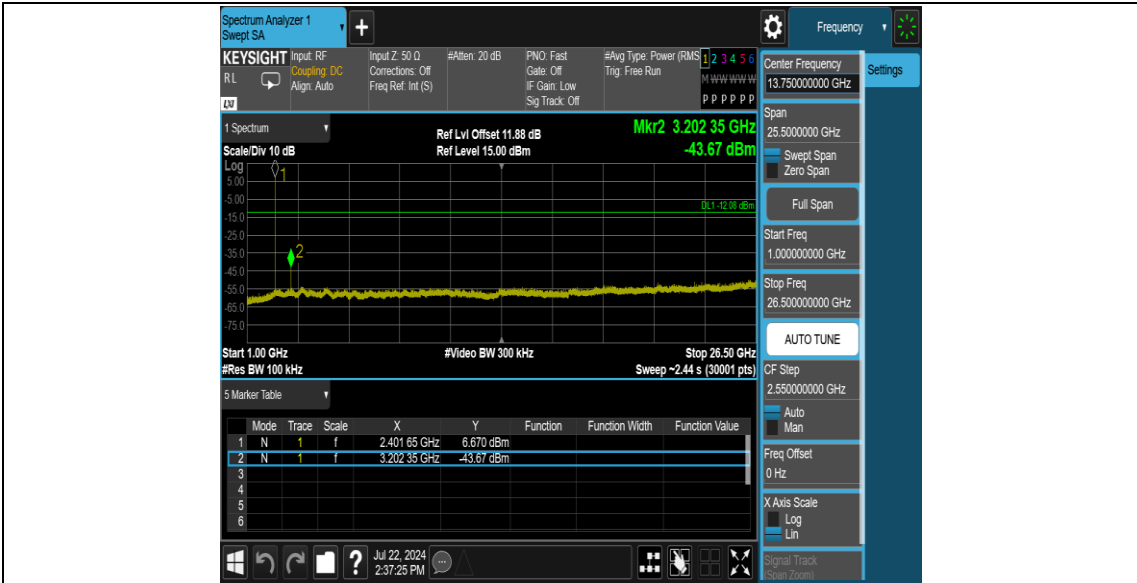 Spectrum Analyzer 1
Swept SA
+
Frequency
KEYSIGHT
RL
LXI
Input: RF
Coupling: DC
Align: Auto
Input Z: 50 Ω
Corrections: Off
Freq Ref: Int (S)
#Atten: 20 dB
PNO: Fast
Gate: Off
IF Gain: Low
Sig Track: Off
#Avg Type: Power (RMS
Trig: Free Run
1 2 3 4 5 6
M W W W W W
P P P P P P
1 Spectrum
Scale/Div 10 dB
Ref Lvl Offset 11.88 dB
Ref Level 15.00 dBm
Mkr2 3.202 35 GHz
-43.67 dBm
Log
5.00
-5.00
-15.0
-25.0
-35.0
-45.0
-55.0
-65.0
-75.0
1
2
DL1 -12.08 dBm
Start 1.00 GHz
#Res BW 100 kHz
#Video BW 300 kHz
Stop 26.50 GHz
Sweep ~2.44 s (30001 pts)
5 Marker Table
Mode Trace Scale X Y Function Function Width Function Value
1 N 1 f 2.401 65 GHz 6.670 dBm
2 N 1 f 3.202 35 GHz -43.67 dBm
3
4
5
6
?
Jul 22, 2024
2:37:25 PM
Center Frequency
13.750000000 GHz
Settings
Span
25.5000000 GHz
Swept Span
Zero Span
Full Span
Start Freq
1.000000000 GHz
Stop Freq
26.500000000 GHz
AUTO TUNE
CF Step
2.550000000 GHz
Auto
Man
Freq Offset
0 Hz
X Axis Scale
Log
Lin
Signal Track
(Span Zoom)